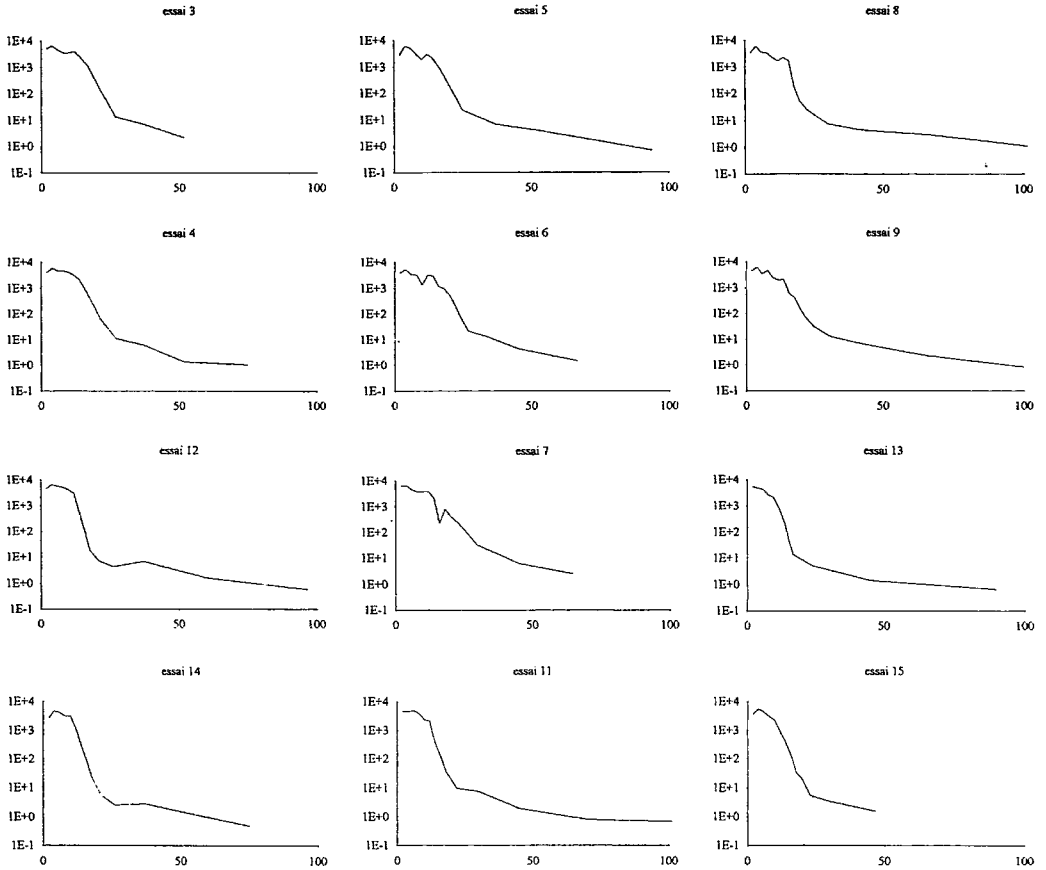 essai 3
1E+4
1E+3
1E+2
1E+1
1E+0
1E-1
0
50
100
essai 5
1E+4
1E+3
1E+2
1E+1
1E+0
1E-1
0
50
100
essai 8
1E+4
1E+3
1E+2
1E+1
1E+0
1E-1
0
50
100
essai 4
1E+4
1E+3
1E+2
1E+1
1E+0
1E-1
0
50
100
essai 6
1E+4
1E+3
1E+2
1E+1
1E+0
1E-1
0
50
100
essai 9
1E+4
1E+3
1E+2
1E+1
1E+0
1E-1
0
50
100
essai 12
1E+4
1E+3
1E+2
1E+1
1E+0
1E-1
0
50
100
essai 7
1E+4
1E+3
1E+2
1E+1
1E+0
1E-1
0
50
100
essai 13
1E+4
1E+3
1E+2
1E+1
1E+0
1E-1
0
50
100
essai 14
1E+4
1E+3
1E+2
1E+1
1E+0
1E-1
0
50
100
essai 11
1E+4
1E+3
1E+2
1E+1
1E+0
1E-1
0
50
100
essai 15
1E+4
1E+3
1E+2
1E+1
1E+0
1E-1
0
50
100